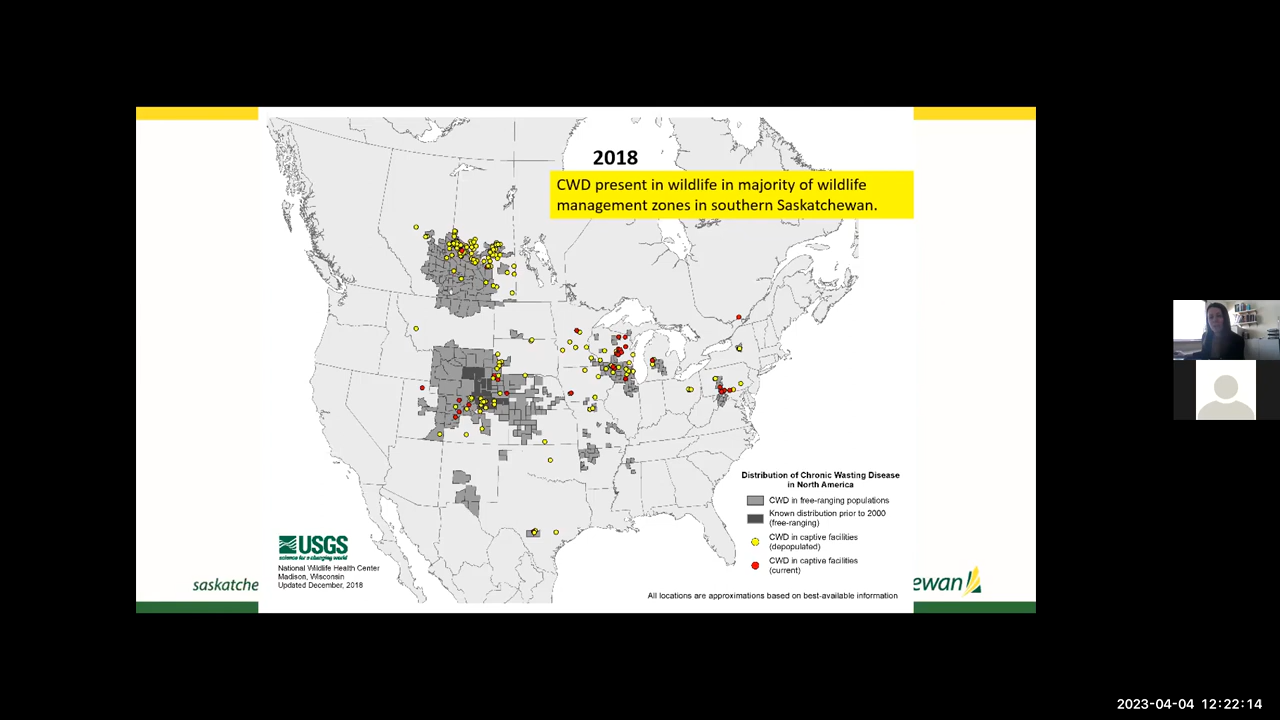 2018
CWD present in wildlife in majority of wildlife
management zones in southern Saskatchewan.
Distribution of Chronic Wasting Disease
in North America
CWD in free-ranging populations
Known distribution prior to 2000
(free-ranging)
CWD in captive facilities
(depopulated)
CWD in captive facilities
(current)
USGS
science for a changing world
National Wildlife Health Center
Madison, Wisconsin
Updated December, 2018
All locations are approximations based on best-available information
saskatche
ewan
2023-04-04 12:22:14